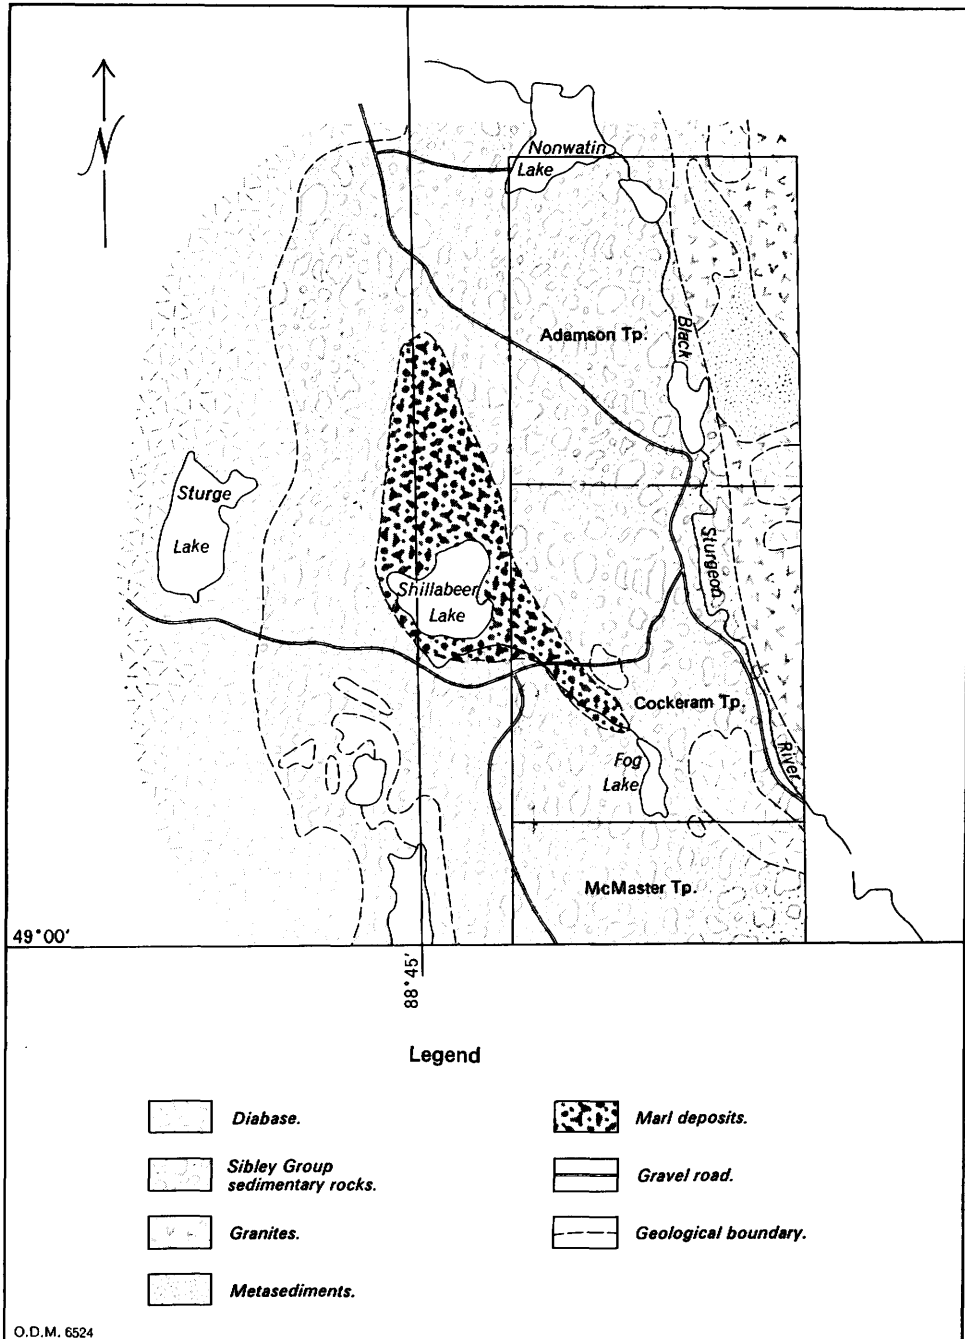 N
Nonwatin
Lake
Adamson Tp.
Black
Sturge
Lake
Shillabeer
Lake
Sturgeon
Cockeram Tp.
River
Fog
Lake
McMaster Tp.
49°00'
88°45'
Legend
Diabase.
Marl deposits.
Sibley Group
sedimentary rocks.
Gravel road.
Granites.
Geological boundary.
Metasediments.
O.D.M. 6524